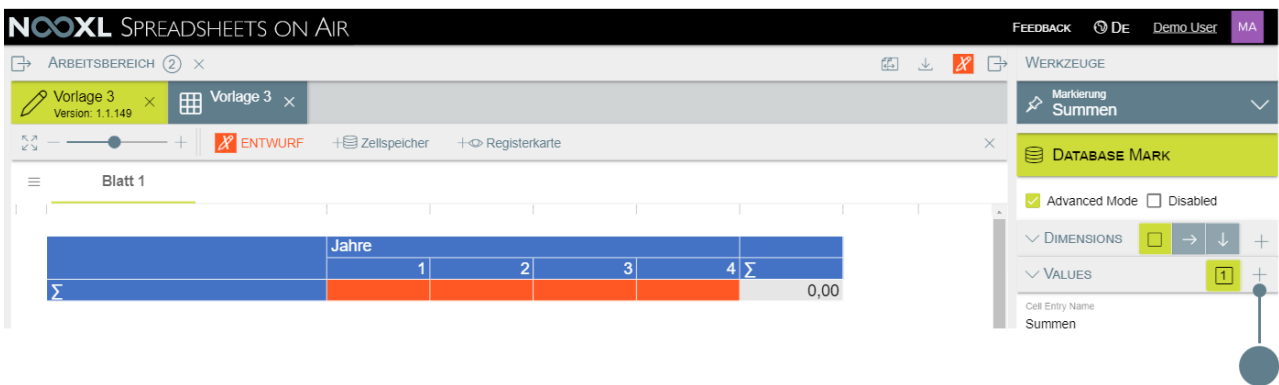 NOOXL SPREADSHEETS ON AIR FEEDBACK DE Demo User MA
ARBEITSBEREICH 2 WERKZEUGE
Vorlage 3
Version: 1.1.149
Vorlage 3
Markierung
Summen
ENTWURF Zellspeicher Registerkarte
DATABASE MARK
Blatt 1
Advanced Mode Disabled
DIMENSIONS
Jahre
1 2 3 4 Σ
VALUES 1
Σ 0,00
Cell Entry Name
Summen